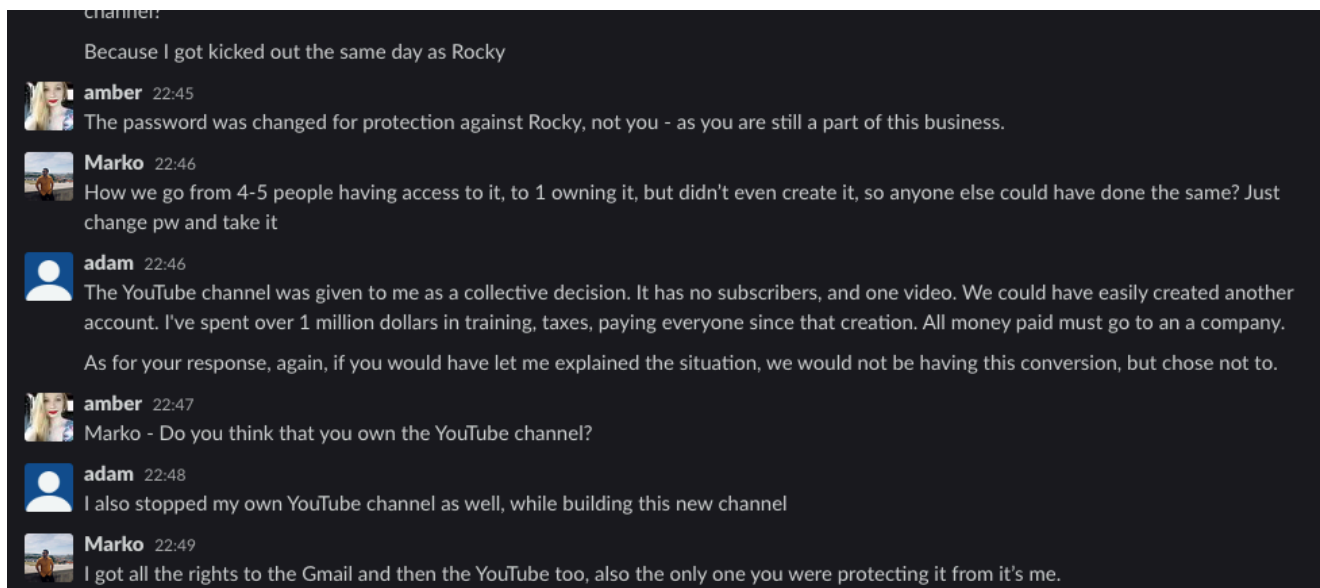 channel?
Because I got kicked out the same day as Rocky
amber 22:45
The password was changed for protection against Rocky, not you - as you are still a part of this business.
Marko 22:46
How we go from 4-5 people having access to it, to 1 owning it, but didn't even create it, so anyone else could have done the same? Just
change pw and take it
adam 22:46
The YouTube channel was given to me as a collective decision. It has no subscribers, and one video. We could have easily created another
account. I've spent over 1 million dollars in training, taxes, paying everyone since that creation. All money paid must go to an a company.
As for your response, again, if you would have let me explained the situation, we would not be having this conversion, but chose not to.
amber 22:47
Marko - Do you think that you own the YouTube channel?
adam 22:48
I also stopped my own YouTube channel as well, while building this new channel
Marko 22:49
I got all the rights to the Gmail and then the YouTube too, also the only one you were protecting it from it's me.